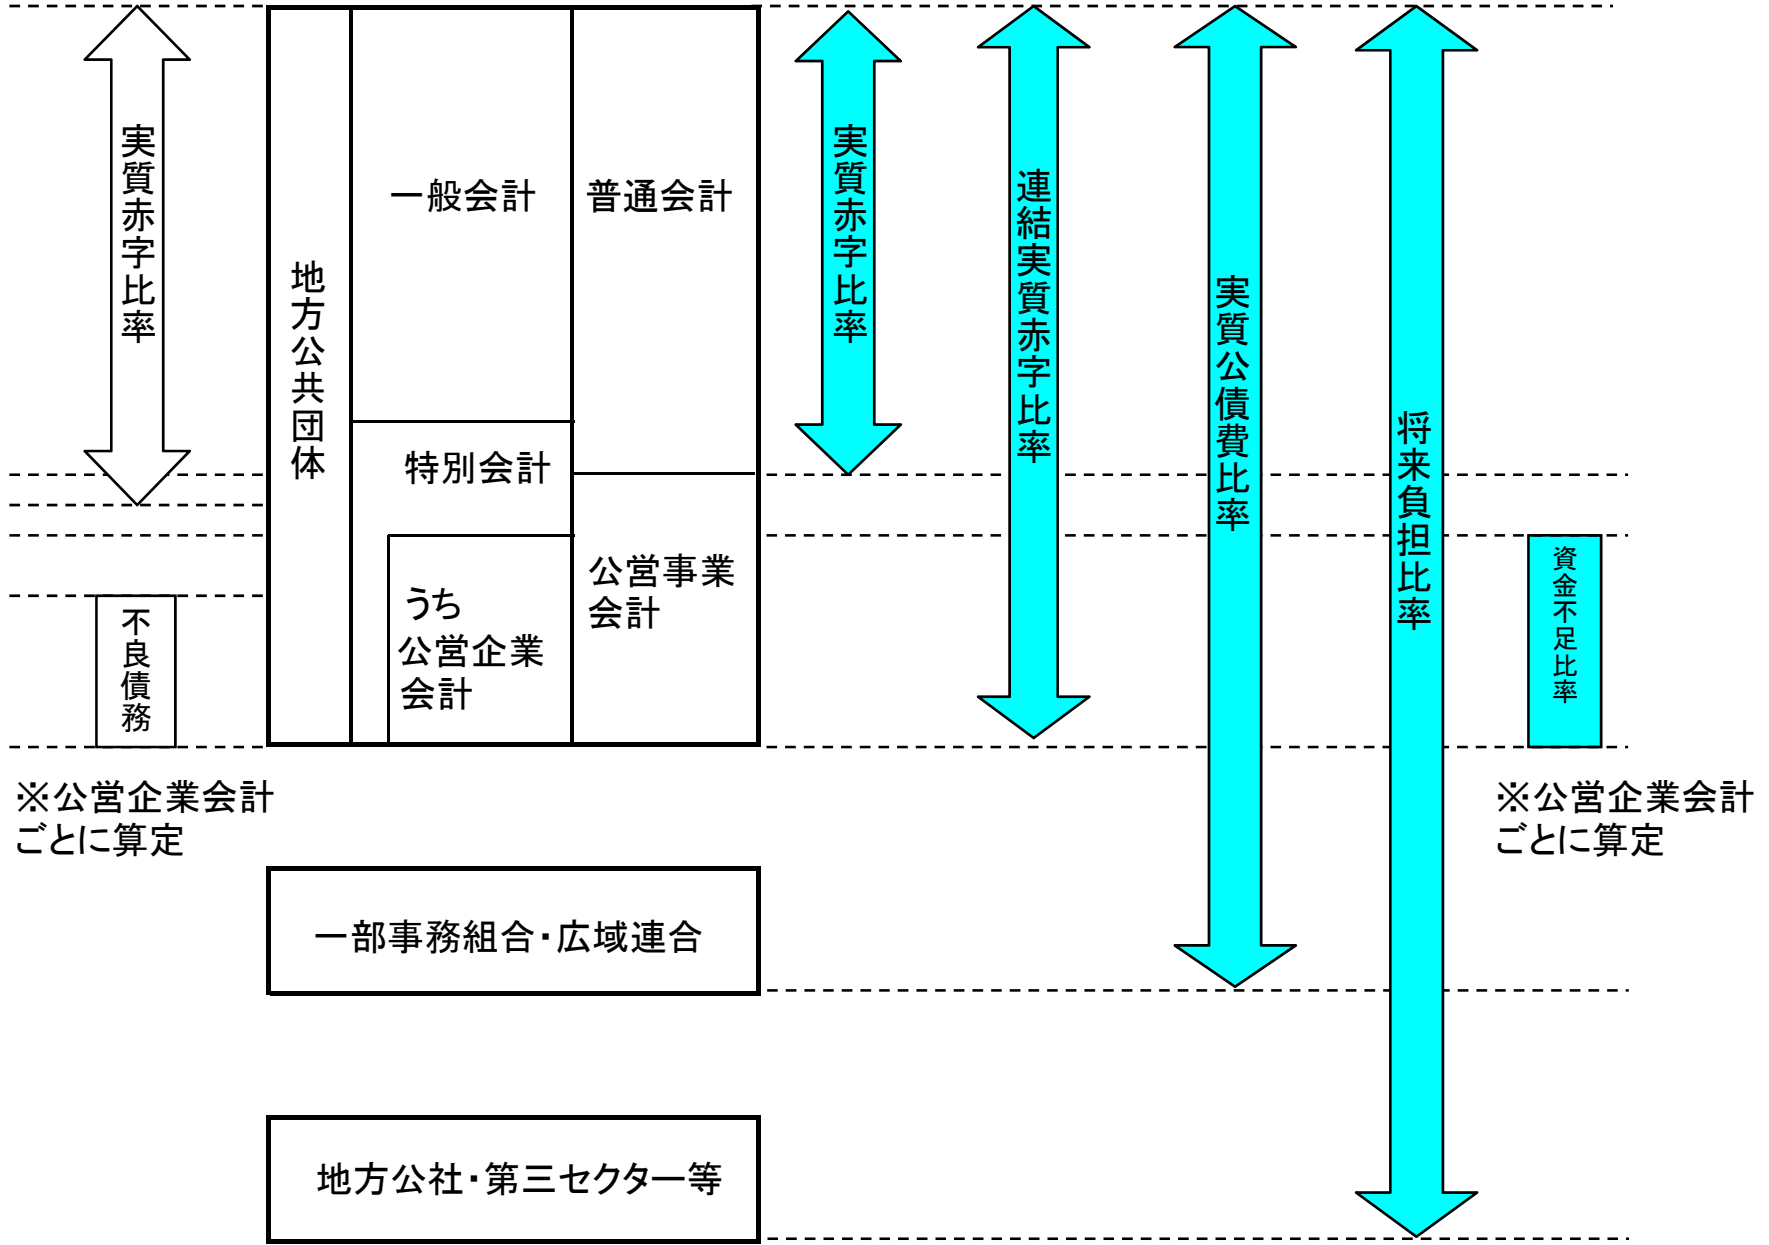 実質赤字比率
不良債務
※公営企業会計
ごとに算定
地方公共団体
一般会計
普通会計
特別会計
うち
公営企業
会計
公営事業
会計
実質赤字比率
連結実質赤字比率
実質公債費比率
将来負担比率
資金不足比率
※公営企業会計
ごとに算定
一部事務組合・広域連合
地方公社・第三セクター等